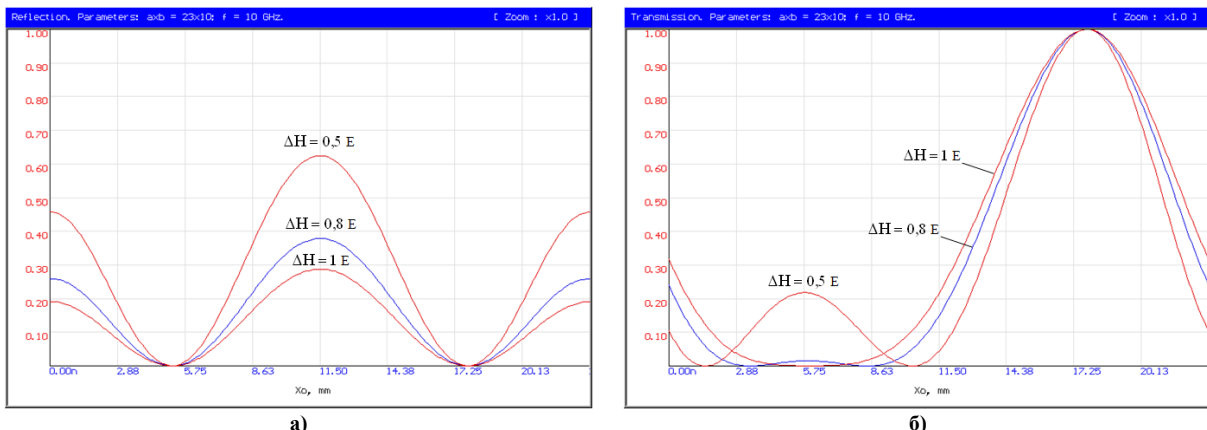 Reflection. Parameters: axb = 23x10; f = 10 GHz. [ Zoom : x1.0 ]
1.00
0.90
0.80
0.70
0.60
0.50
0.40
0.30
0.20
0.10
ΔH = 0,5 E
ΔH = 0,8 E
ΔH = 1 E
0.00n 2.88 5.75 8.63 11.50 14.38 17.25 20.13
Xo, mm
а)
Transmission. Parameters: axb = 23x10; f = 10 GHz. [ Zoom : x1.0 ]
1.00
0.90
0.80
0.70
0.60
0.50
0.40
0.30
0.20
0.10
ΔH = 1 E
ΔH = 0,8 E
ΔH = 0,5 E
0.00n 2.88 5.75 8.63 11.50 14.38 17.25 20.13
Xo, mm
б)